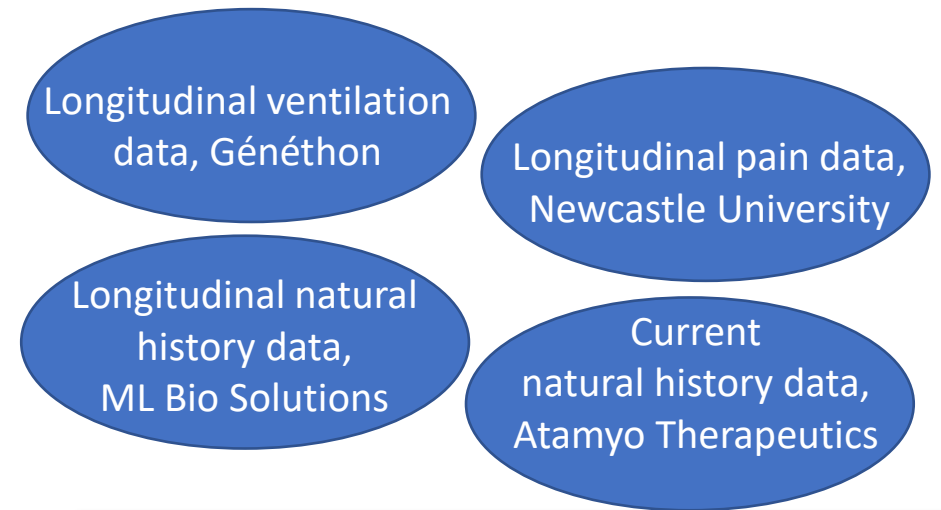 Longitudinal ventilation
data, Généthon
Longitudinal pain data,
Newcastle University
Longitudinal natural
history data,
ML Bio Solutions
Current
natural history data,
Atamyo Therapeutics